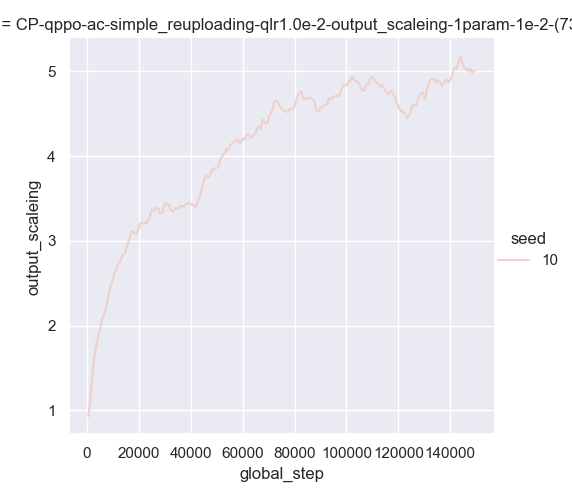 = CP-qppo-ac-simple_reuploading-qlr1.0e-2-output_scaleing-1param-1e-2-(73
5
4
3
2
1
output_scaleing
seed
10
0 20000 40000 60000 80000 100000 120000 140000
global_step